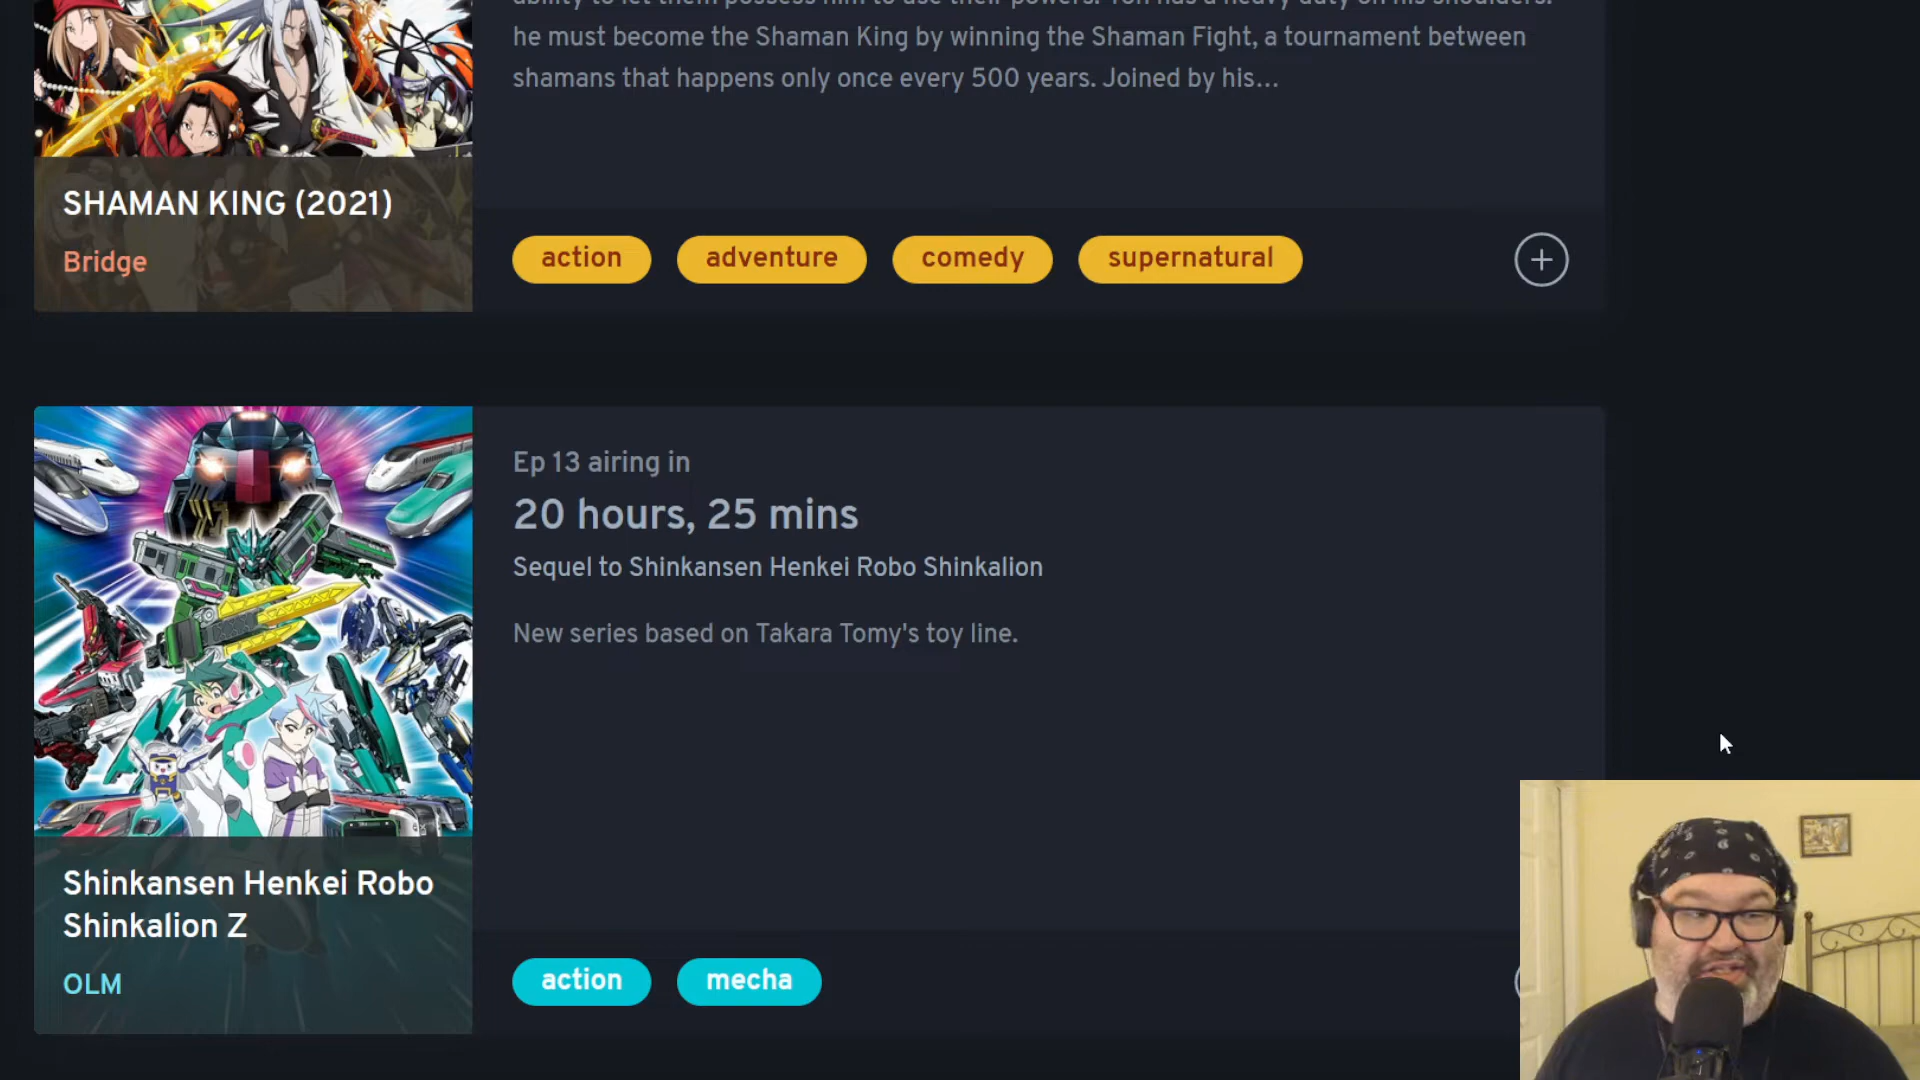 he must become the Shaman King by winning the Shaman Fight, a tournament between
shamans that happens only once every 500 years. Joined by his...
SHAMAN KING (2021)
Bridge
action
adventure
comedy
supernatural
Ep 13 airing in
20 hours, 25 mins
Sequel to Shinkansen Henkei Robo Shinkalion
New series based on Takara Tomy's toy line.
Shinkansen Henkei Robo
Shinkalion Z
OLM
action
mecha